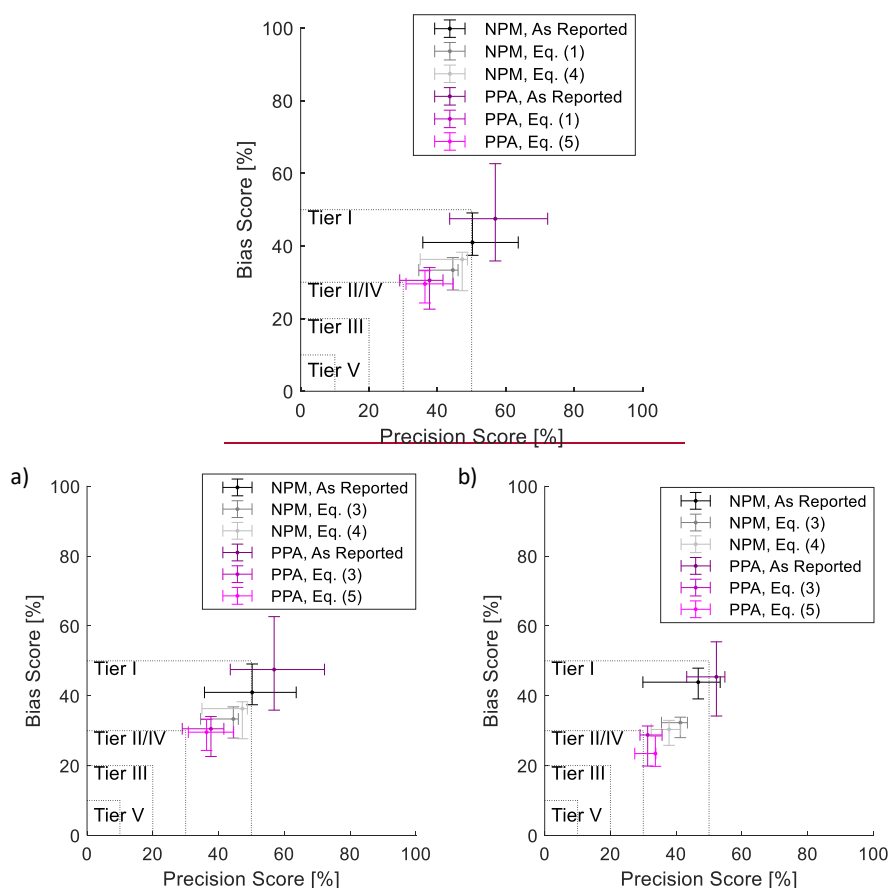 NPM, As Reported
NPM, Eq. (1)
NPM, Eq. (4)
PPA, As Reported
PPA, Eq. (1)
PPA, Eq. (5)
Bias Score [%]
100
80
60
40
20
0
Tier I
Tier II/IV
Tier III
Tier V
0 20 40 60 80 100
Precision Score [%]
a)
NPM, As Reported
NPM, Eq. (3)
NPM, Eq. (4)
PPA, As Reported
PPA, Eq. (3)
PPA, Eq. (5)
Bias Score [%]
100
80
60
40
20
0
Tier I
Tier II/IV
Tier III
Tier V
0 20 40 60 80 100
Precision Score [%]
b)
NPM, As Reported
NPM, Eq. (3)
NPM, Eq. (4)
PPA, As Reported
PPA, Eq. (3)
PPA, Eq. (5)
Bias Score [%]
100
80
60
40
20
0
Tier I
Tier II/IV
Tier III
Tier V
0 20 40 60 80 100
Precision Score [%]